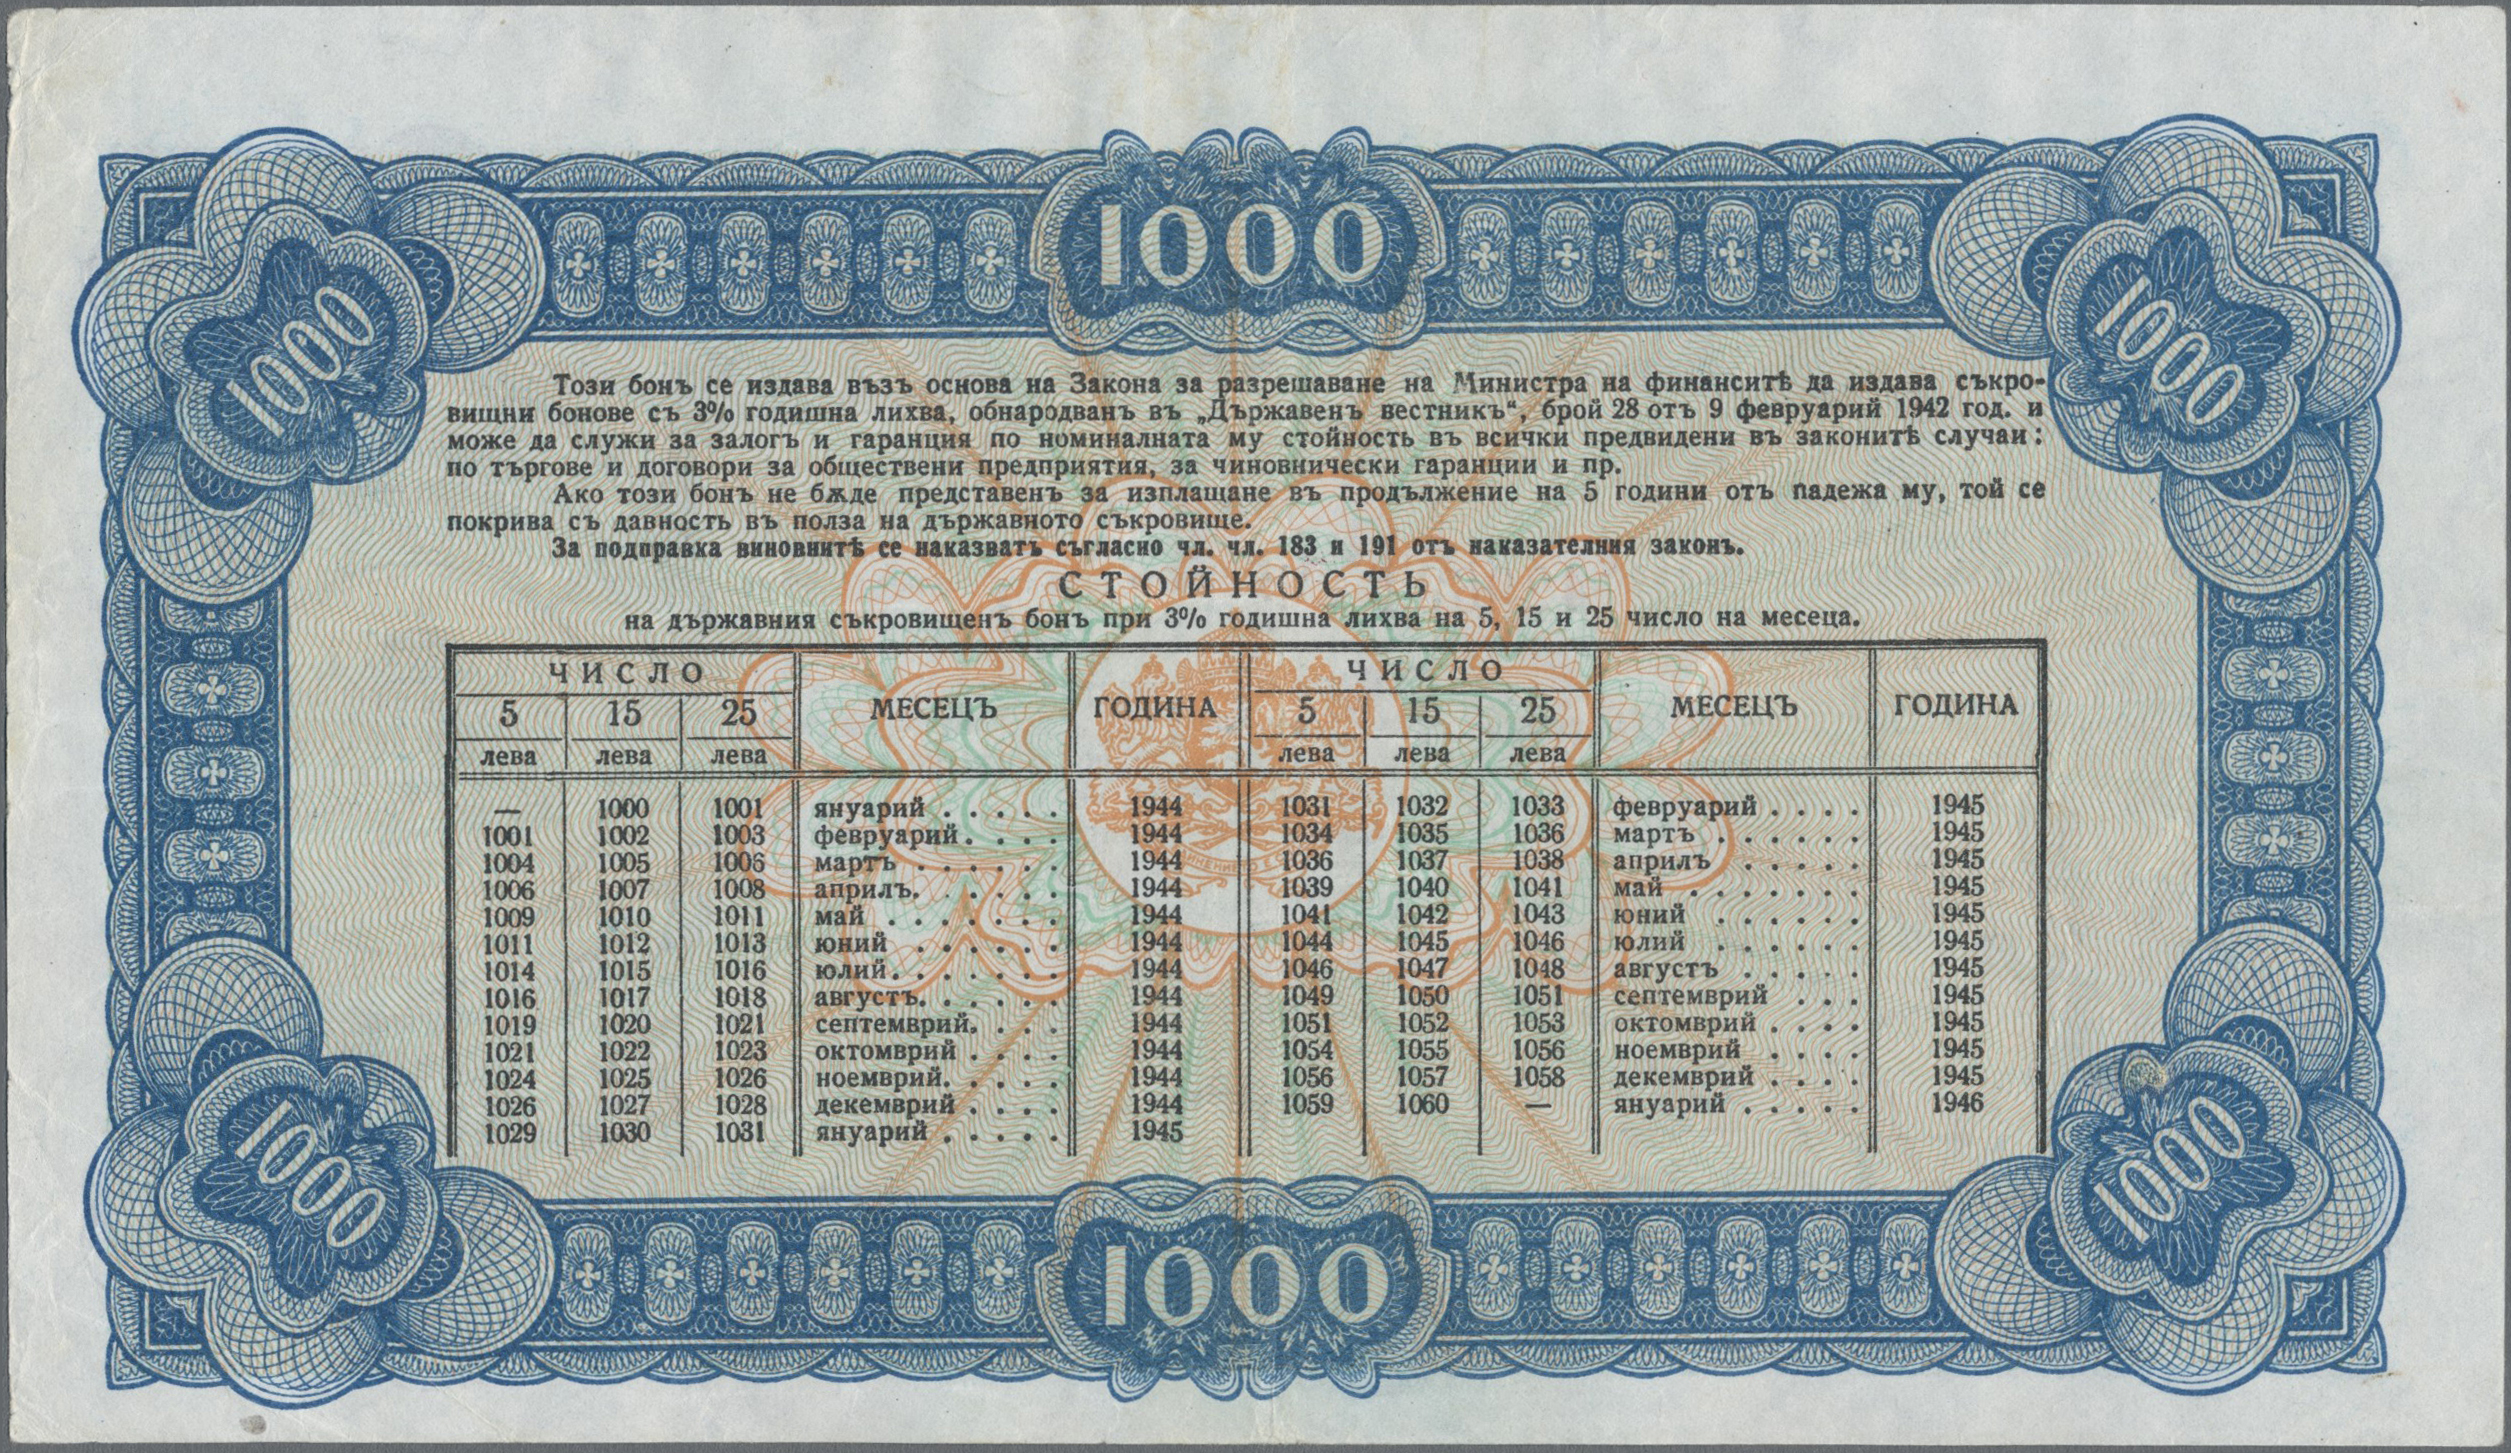 1000
1000 1000
Този бонъ се издава възъ основа на Закона за разрешаване на Министра на финанситѣ да издава съкро-
вищни бонове съ 3% годишна лихва, обнародванъ въ „Държавенъ вестникъ“, брой 28 отъ 9 февруарий 1942 год. и
може да служи за залогъ и гаранция по номиналната му стойность въ всички предвидени въ законитѣ случаи:
по търгове и договори за обществени предприятия, за чиновнически гаранции и пр.
Ако този бонъ не бѫде представенъ за изплащане въ продължение на 5 години отъ падежа му, той се
покрива съ давность въ полза на държавното съкровище.
За подправка виновнитѣ се наказватъ съгласно чл. чл. 183 и 191 отъ наказателния законъ.
СТОЙНОСТЬ
на държавния съкровищенъ бонъ при 3% годишна лихва на 5, 15 и 25 число на месеца.
ЧИСЛО ЧИСЛО
5 15 25 МЕСЕЦЪ ГОДИНА 5 15 25 МЕСЕЦЪ ГОДИНА
лева лева лева лева лева лева
— 1000 1001 януарий . . . . . 1944 1031 1032 1033 февруарий . . . . 1945
1001 1002 1003 февруарий. . . . 1944 1034 1035 1036 мартъ . . . . . . 1945
1004 1005 1006 мартъ . . . . . . 1944 1036 1037 1038 априлъ . . . . . 1945
1006 1007 1008 априлъ. . . . . . 1944 1039 1040 1041 май . . . . . . . 1945
1009 1010 1011 май . . . . . . . 1944 1041 1042 1043 юний . . . . . . 1945
1011 1012 1013 юний . . . . . . 1944 1044 1045 1046 юлий . . . . . . 1945
1014 1015 1016 юлий. . . . . . . 1944 1046 1047 1048 августъ . . . . . 1945
1016 1017 1018 августъ. . . . . . 1944 1049 1050 1051 септемврий . . . 1945
1019 1020 1021 септемврий. . . . 1944 1051 1052 1053 октомврий . . . . 1945
1021 1022 1023 октомврий . . . . 1944 1054 1055 1056 ноемврий . . . . 1945
1024 1025 1026 ноемврий. . . . . 1944 1056 1057 1058 декемврий . . . . 1945
1026 1027 1028 декемврий . . . . 1944 1059 1060 — януарий . . . . . 1946
1029 1030 1031 януарий . . . . . 1945
1000 1000
1000